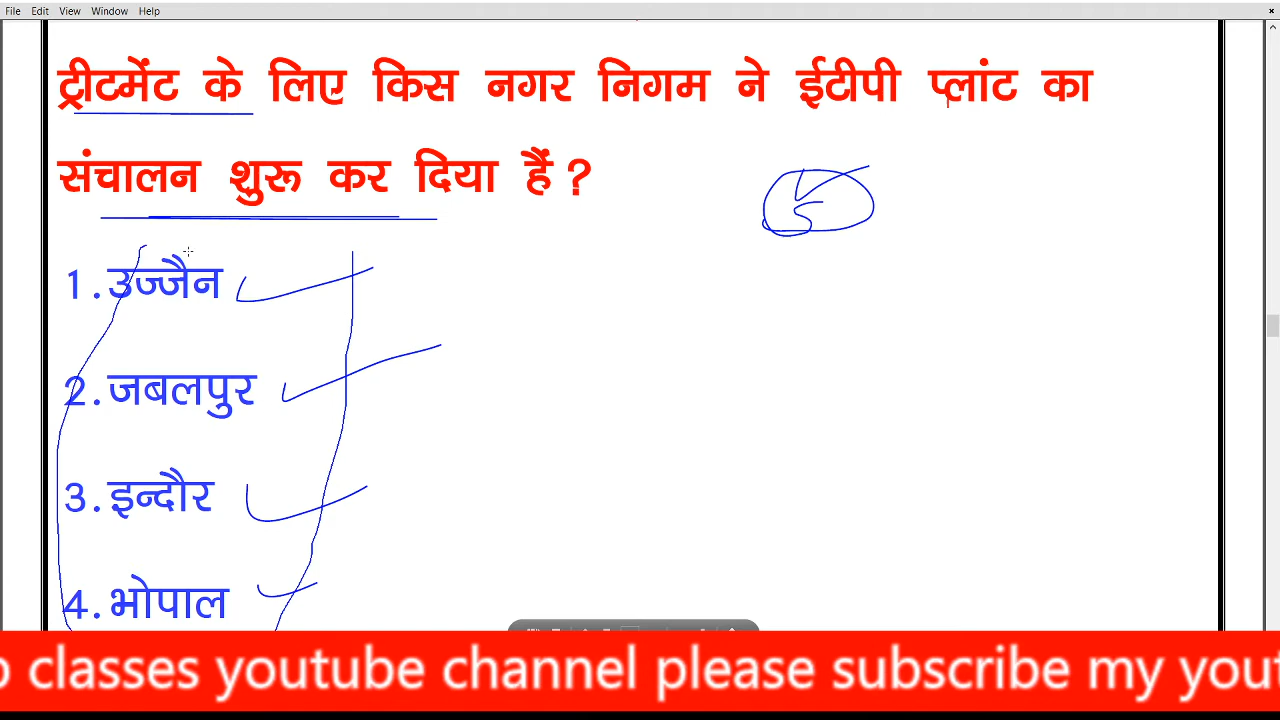 File Edit View Window Help
ट्रीटमेंट के लिए किस नगर निगम ने ईटीपी प्लांट का
संचालन शुरू कर दिया हैं ?
5
1. उज्जैन
2. जबलपुर
3. इन्दौर
4. भोपाल
classes youtube channel please subscribe my